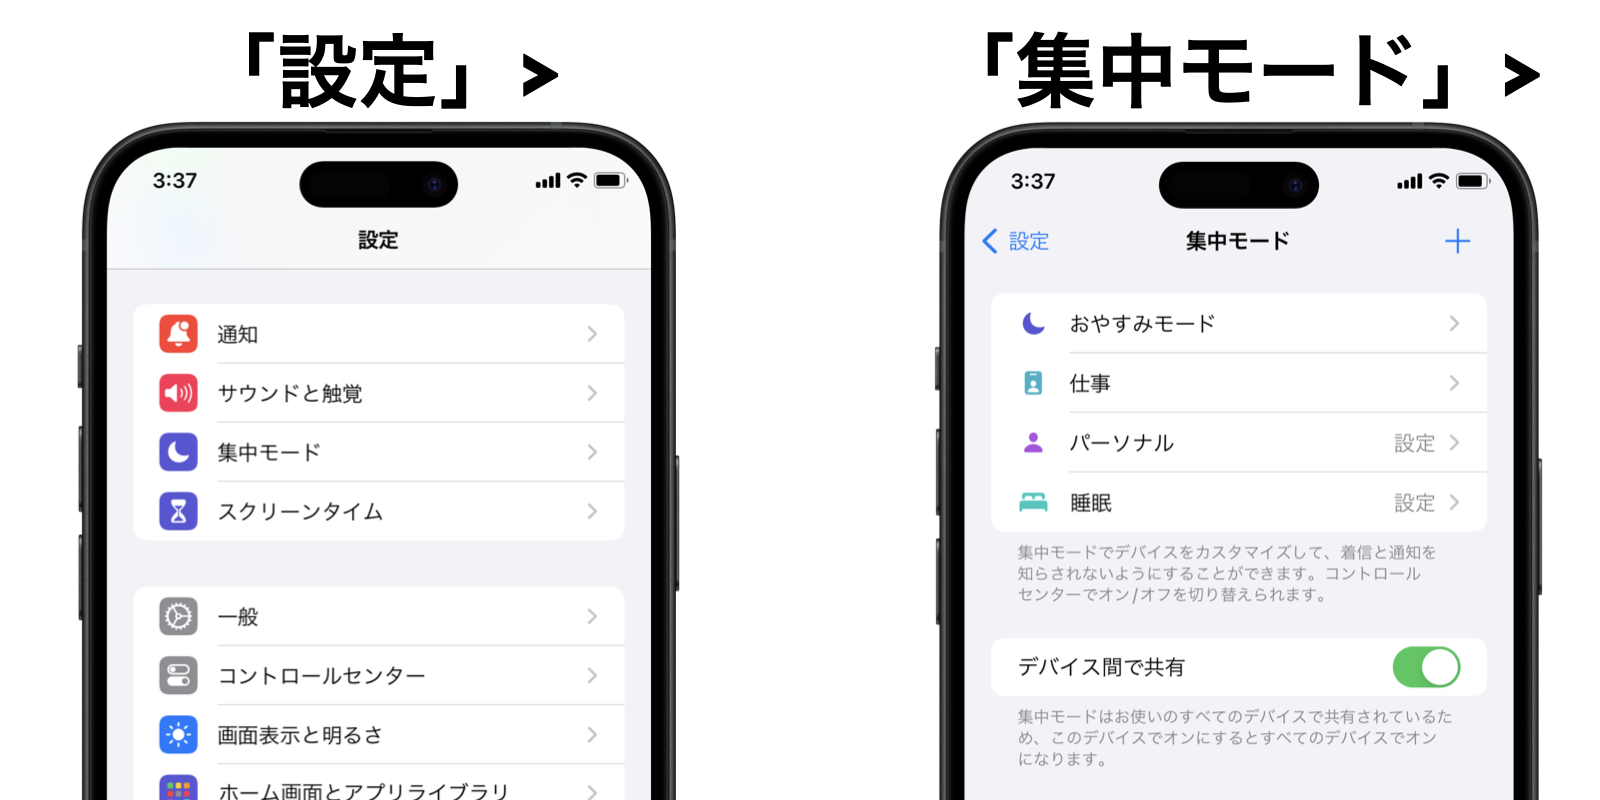 「設定」>
3:37
設定
通知
サウンドと触覚
集中モード
スクリーンタイム
一般
コントロールセンター
画面表示と明るさ
ホーム画面とアプリライブラリ
「集中モード」>
3:37
設定
集中モード
おやすみモード
仕事
パーソナル 設定
睡眠 設定
集中モードでデバイスをカスタマイズして、着信と通知を
知らされないようにすることができます。コントロール
センターでオン/オフを切り替えられます。
デバイス間で共有
集中モードはお使いのすべてのデバイスで共有されているた
め、このデバイスでオンにするとすべてのデバイスでオン
になります。